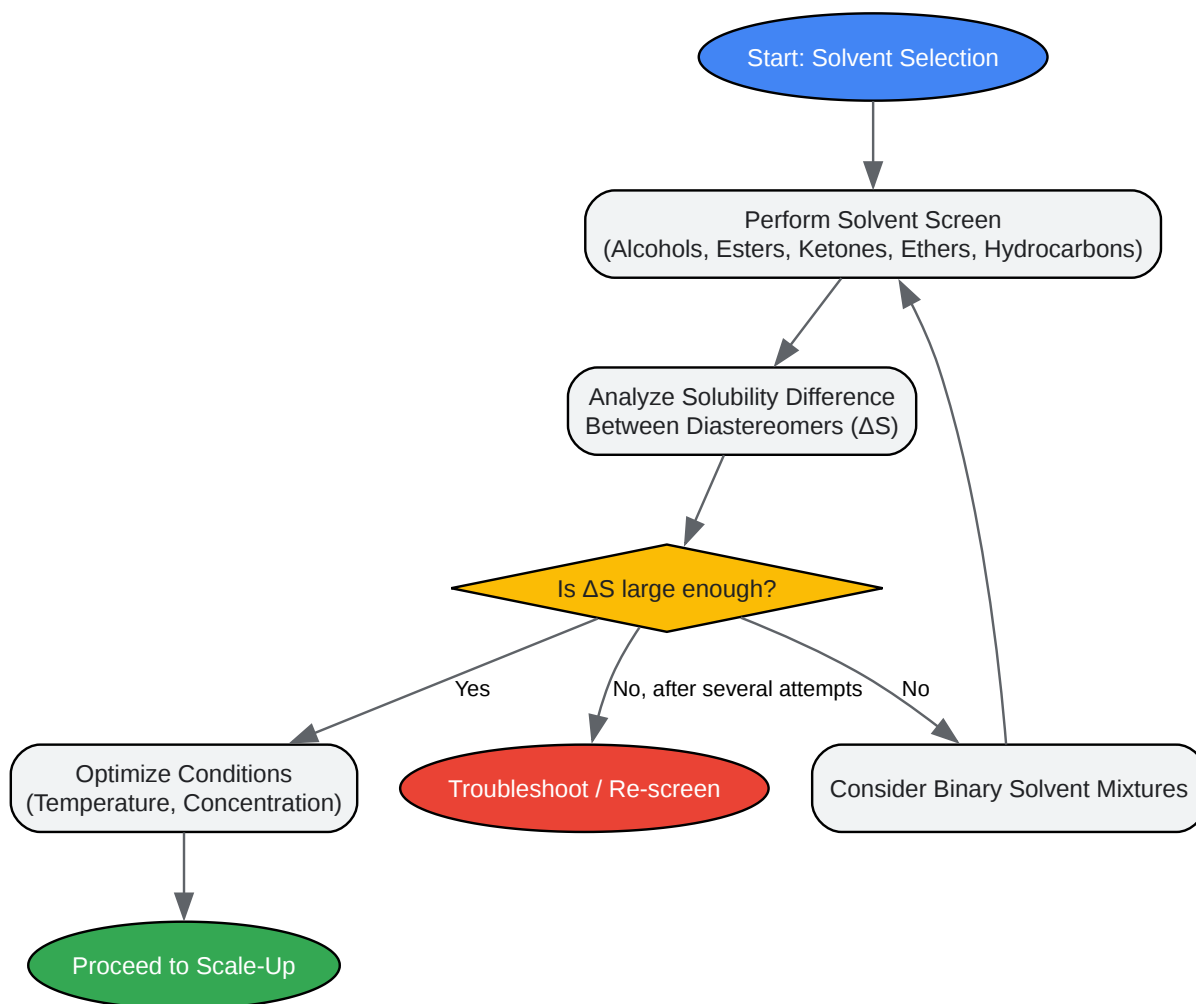 Start: Solvent Selection
Perform Solvent Screen
(Alcohols, Esters, Ketones, Ethers, Hydrocarbons)
Analyze Solubility Difference
Between Diastereomers (ΔS)
Is ΔS large enough?
Yes
No, after several attempts
No
Optimize Conditions
(Temperature, Concentration)
Troubleshoot / Re-screen
Consider Binary Solvent Mixtures
Proceed to Scale-Up